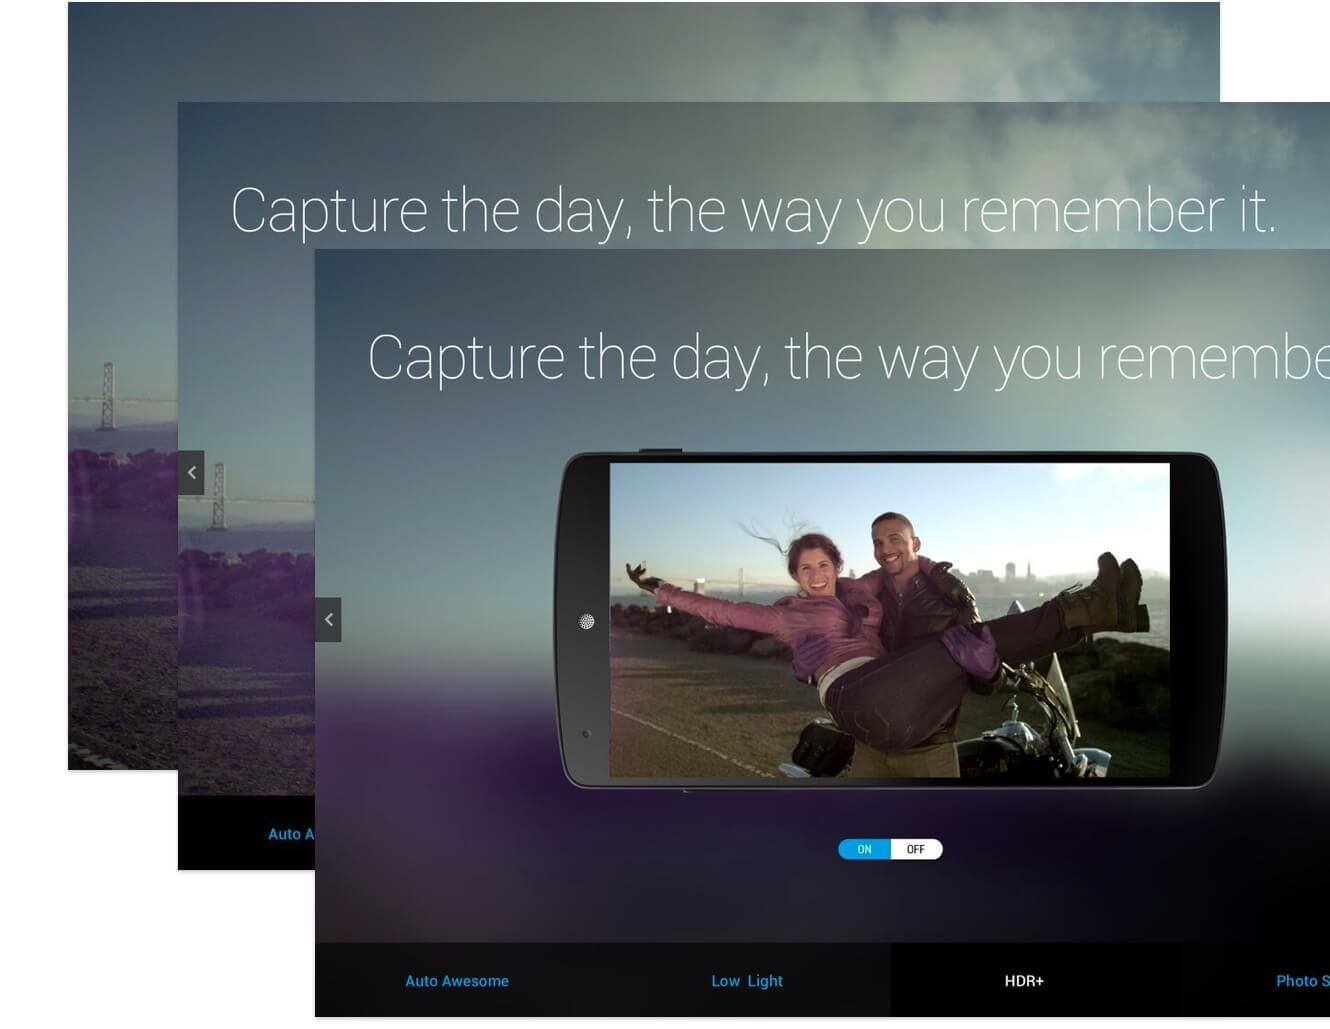 Capture the day, the way you remember it.
Capture the day, the way you remembe
ON OFF
Auto A
Auto Awesome Low Light HDR+ Photo S